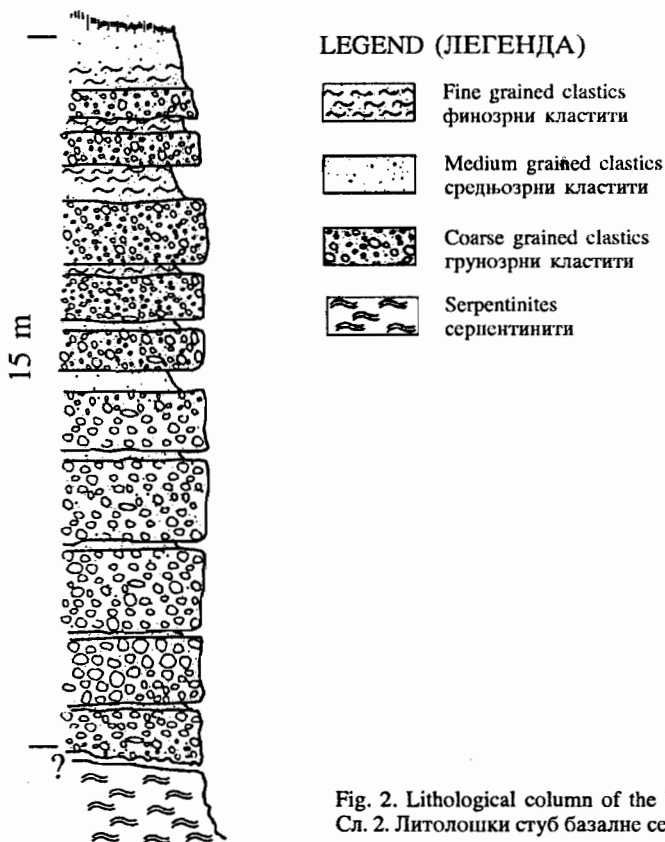 LEGEND (ЛЕГЕНДА)
Fine grained clastics
финозрни кластити
Medium grained clastics
средњозрни кластити
Coarse grained clastics
грунозрни кластити
Serpentinites
серпентинити
15 m
?
Fig. 2. Lithological column of the
Сл. 2. Литолошки стуб базалне се